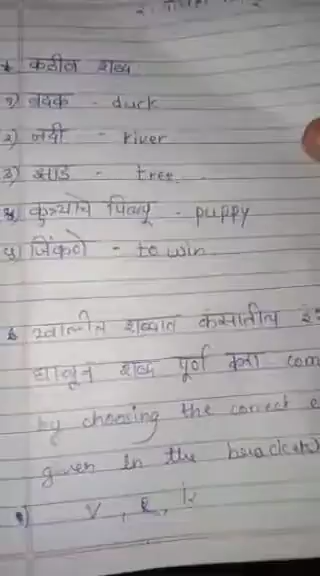 * कठीण शब्द
१) बदक - duck
२) नदी - river
३) झाड - tree
४) कुत्र्याचे पिल्लू - puppy
५) जिंकणे - to win
खालील शब्दात कंसातील
घालून शब्द पूर्ण करा com
by choosing the correct e
given in the brackets)
१) v, e, i,